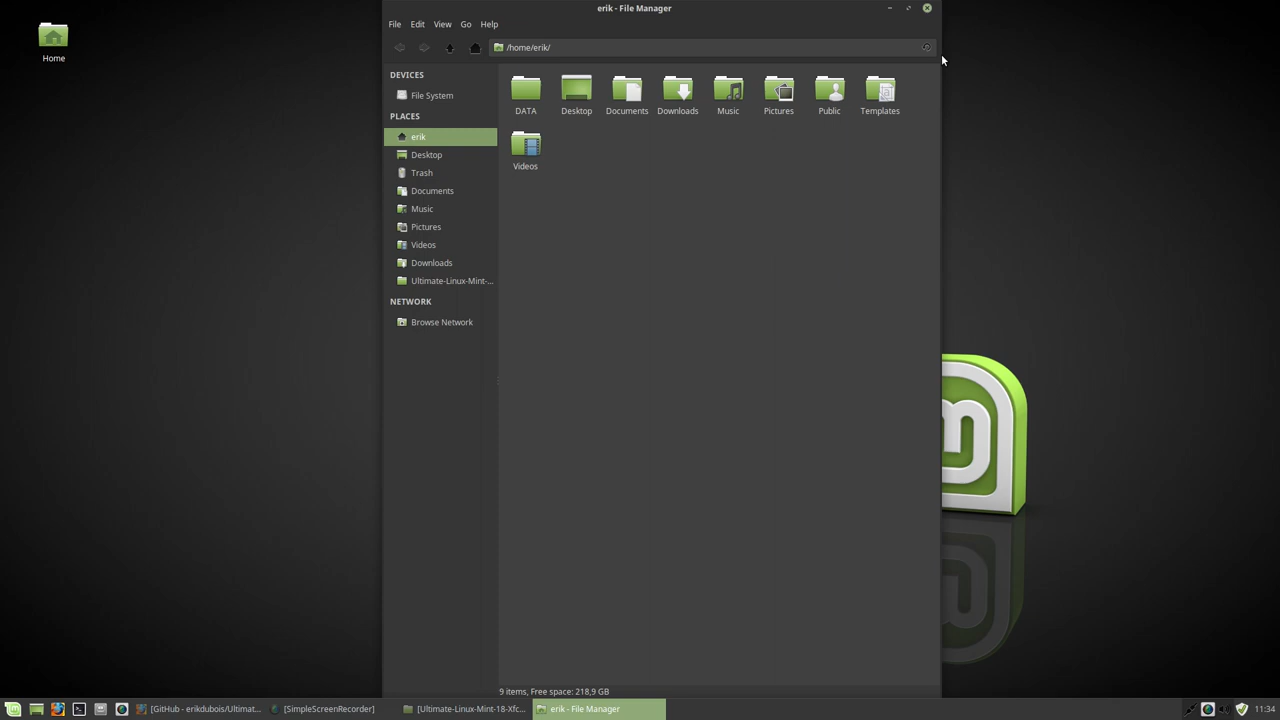 erik - File Manager
File Edit View Go Help
/home/erik/
Home
DEVICES
File System
PLACES
erik
Desktop
Trash
Documents
Music
Pictures
Videos
Downloads
Ultimate-Linux-Mint-...
NETWORK
Browse Network
DATA Desktop Documents Downloads Music Pictures Public Templates
Videos
9 items, Free space: 218,9 GB
[GitHub - erikdubois/Ultimat... [SimpleScreenRecorder] [Ultimate-Linux-Mint-18-Xfc... erik - File Manager 11:34